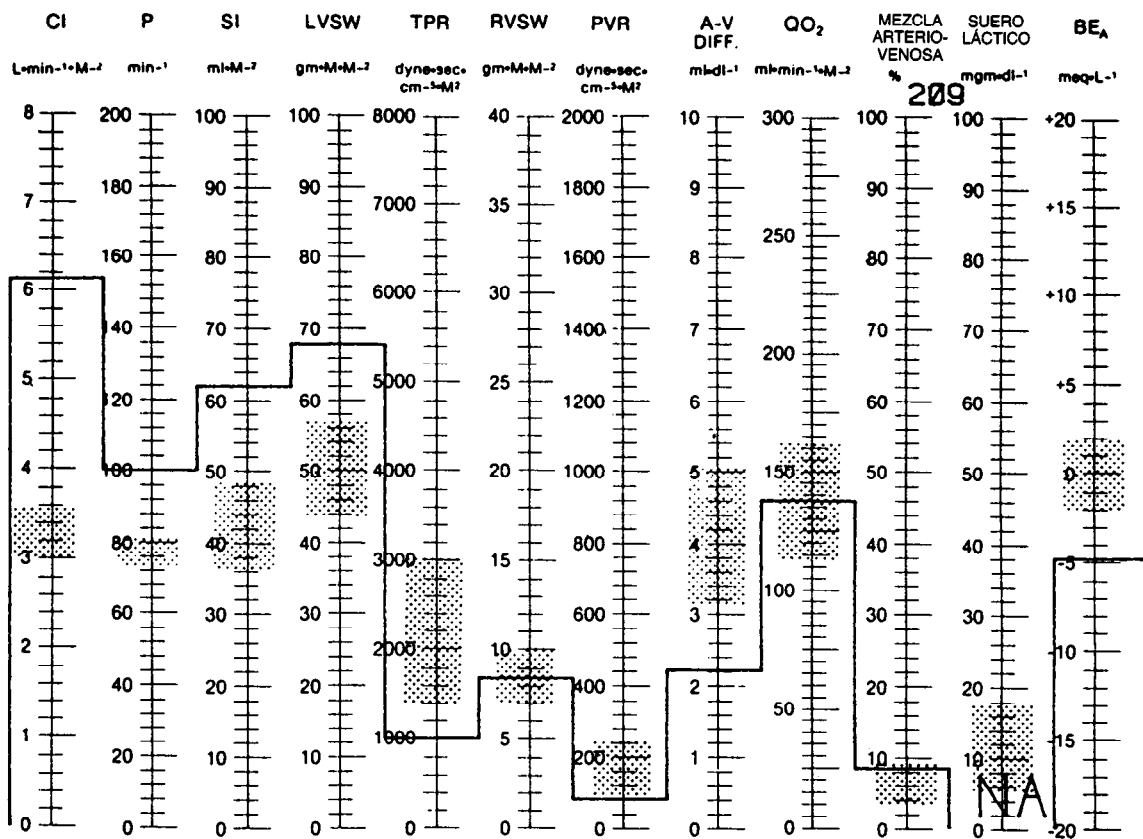 CI P SI LVSW TPR RVSW PVR A-V DIFF. QO₂ MEZCLA ARTERIO-VENOSA SUERO LÁCTICO BEₐ
L•min⁻¹•M⁻² min⁻¹ ml•M⁻² gm•M•M⁻² dyne•sec•cm⁻⁵•M² gm•M•M⁻² dyne•sec•cm⁻⁵•M² ml•dl⁻¹ ml•min⁻¹•M⁻² % mgm•dl⁻¹ meq•L⁻¹
209
8 200 100 100 8000 40 2000 10 300 100 100 +20
7 180 90 90 7000 35 1800 9 250 90 90 +15
6 160 80 80 6000 30 1600 8 200 80 80 +10
5 140 70 70 5000 25 1400 7 150 70 70 +5
4 120 60 60 4000 20 1200 6 100 60 60 0
3 100 50 50 3000 15 1000 5 50 50 50 -5
2 80 40 40 2000 10 800 4 0 40 40 -10
1 60 30 30 1000 5 600 3 30 30 -15
0 40 20 20 0 0 400 2 20 20 -20
20 10 10 200 1 10 10
0 0 0 0 0 0 0
NA